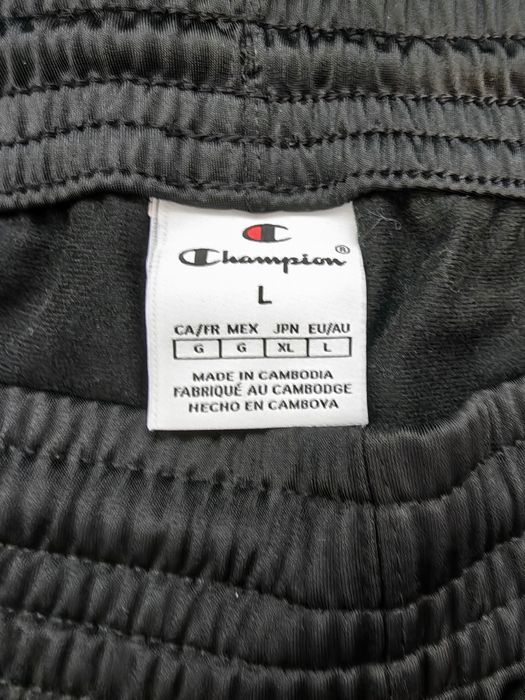 Champion®
L
CA/FR MEX JPN EU/AU
G G XL L
MADE IN CAMBODIA
FABRIQUÉ AU CAMBODGE
HECHO EN CAMBOYA